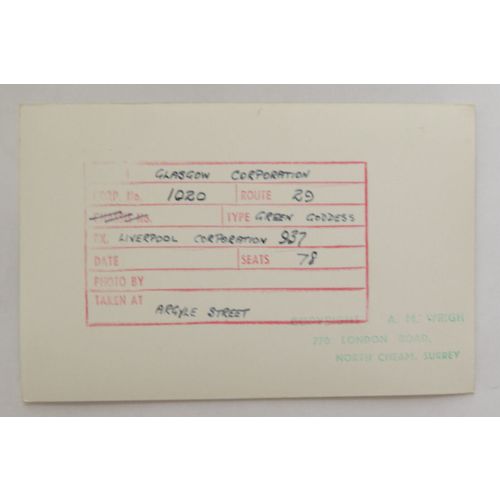 GLASGOW CORPORATION
CORP. No. 1020 ROUTE 29
No. TYPE GREEN GODDESS
EX. LIVERPOOL CORPORATION 937
DATE SEATS 78
PHOTO BY
TAKEN AT ARGYLE STREET
COPYRIGHT A. M. WRIGH
270 LONDON ROAD,
NORTH CHEAM, SURREY